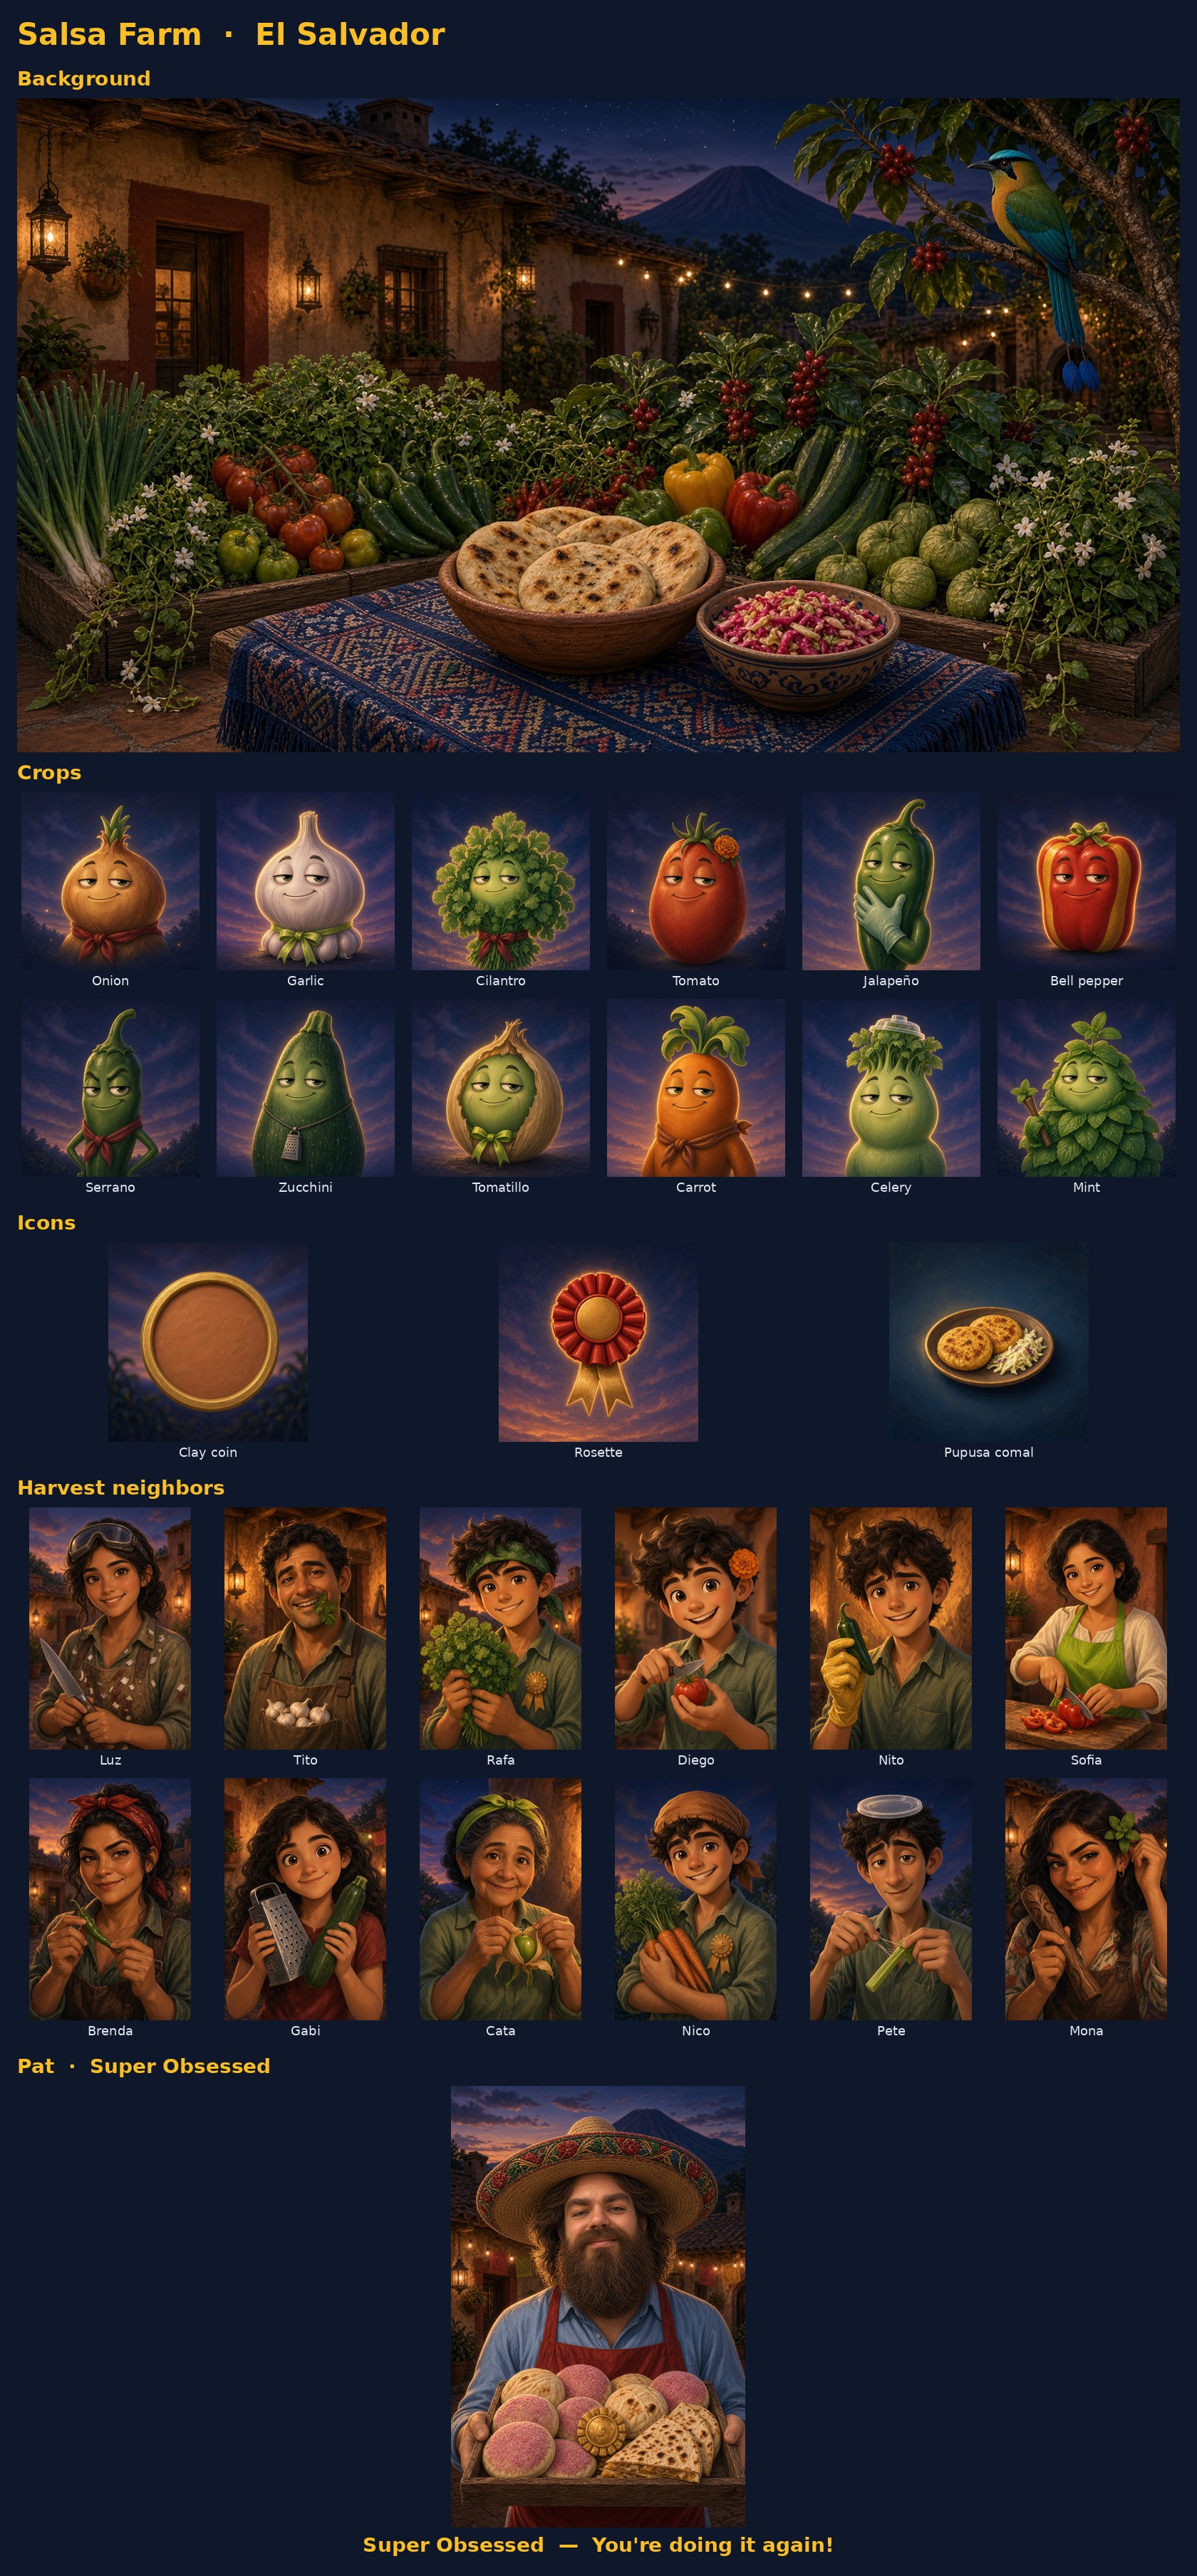 Salsa Farm · El Salvador
Background
Crops
Onion Garlic Cilantro Tomato Jalapeño Bell pepper
Serrano Zucchini Tomatillo Carrot Celery Mint
Icons
Clay coin Rosette Pupusa comal
Harvest neighbors
Luz Tito Rafa Diego Nito Sofia
Brenda Gabi Cata Nico Pete Mona
Pat · Super Obsessed
Super Obsessed — You're doing it again!